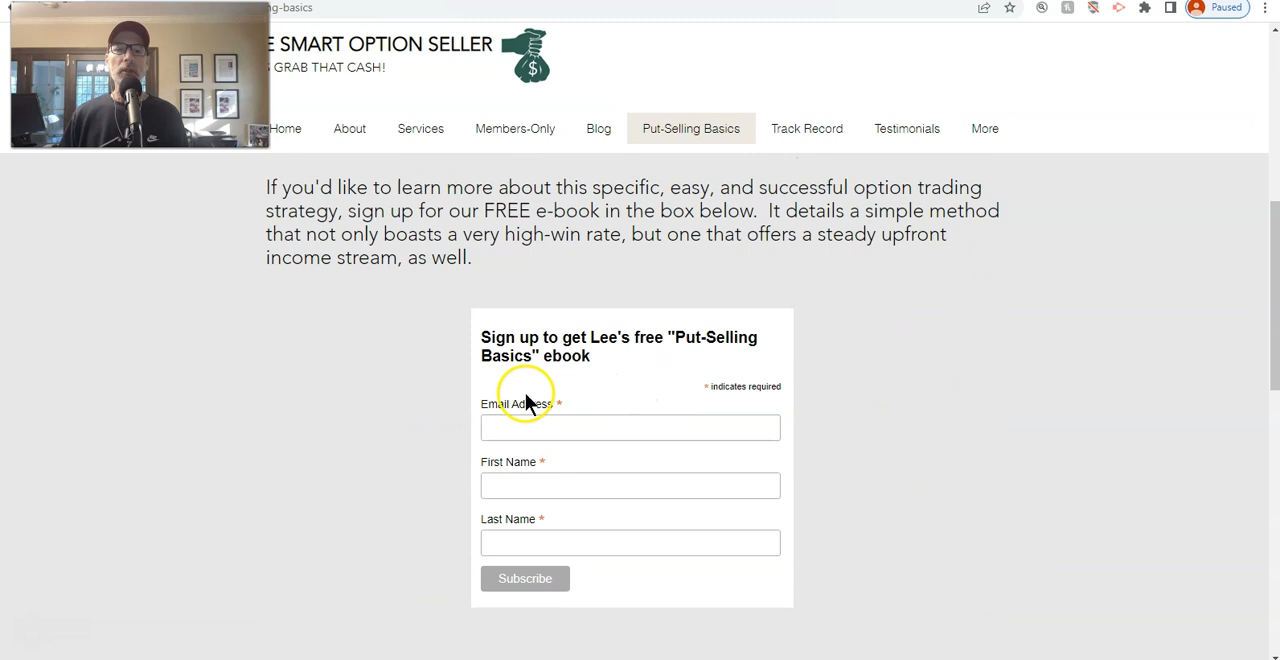 g-basics
Paused
E SMART OPTION SELLER
S GRAB THAT CASH!
$
Home About Services Members-Only Blog Put-Selling Basics Track Record Testimonials More
If you'd like to learn more about this specific, easy, and successful option trading
strategy, sign up for our FREE e-book in the box below. It details a simple method
that not only boasts a very high-win rate, but one that offers a steady upfront
income stream, as well.
Sign up to get Lee's free "Put-Selling
Basics" ebook
* indicates required
Email Address *
First Name *
Last Name *
Subscribe